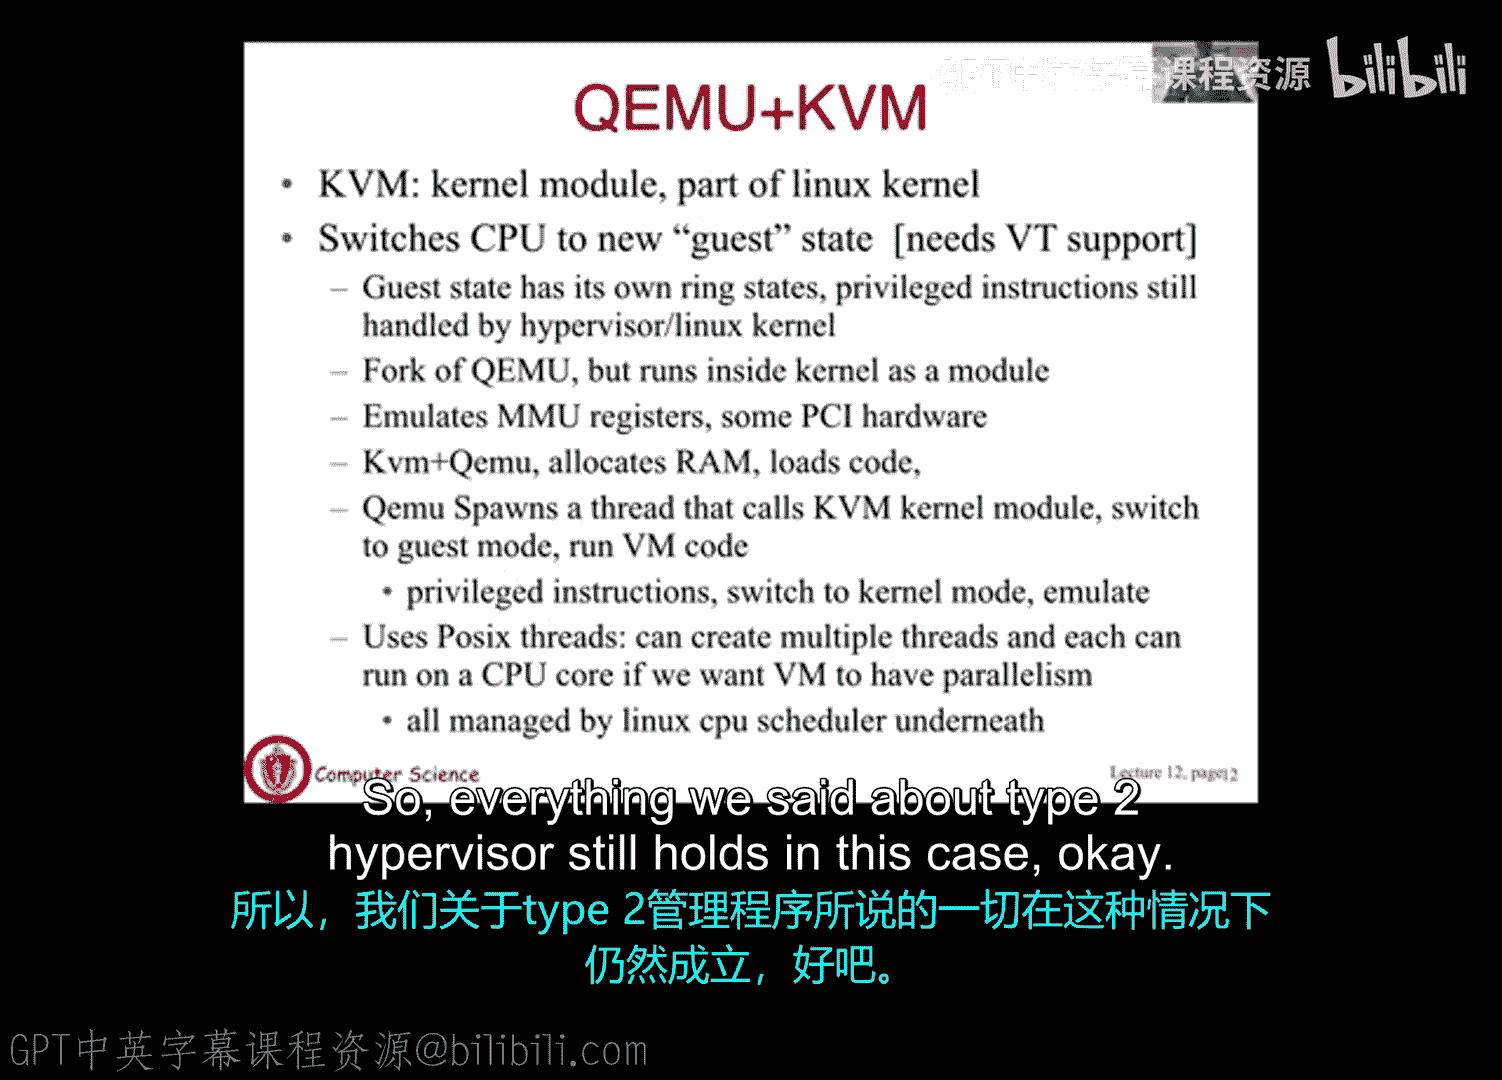 课程资源 bilibili
QEMU+KVM
• KVM: kernel module, part of linux kernel
• Switches CPU to new “guest” state [needs VT support]
– Guest state has its own ring states, privileged instructions still
handled by hypervisor/linux kernel
– Fork of QEMU, but runs inside kernel as a module
– Emulates MMU registers, some PCI hardware
– Kvm+Qemu, allocates RAM, loads code,
– Qemu Spawns a thread that calls KVM kernel module, switch
to guest mode, run VM code
• privileged instructions, switch to kernel mode, emulate
– Uses Posix threads: can create multiple threads and each can
run on a CPU core if we want VM to have parallelism
• all managed by linux cpu scheduler underneath
Computer Science
Lecture 12, page12
So, everything we said about type 2
hypervisor still holds in this case, okay.
所以，我们关于type 2管理程序所说的一切在这种情况下
仍然成立，好吧。
GPT中英字幕课程资源@bilibili.com